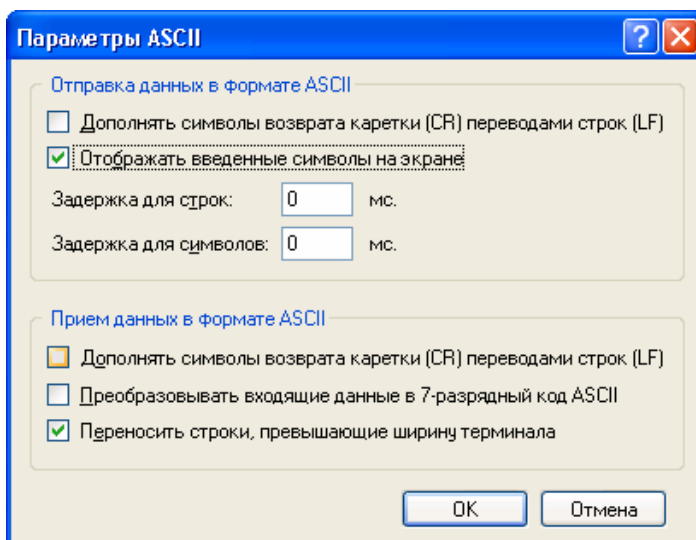 Параметры ASCII
Отправка данных в формате ASCII
Дополнять символы возврата каретки (CR) переводами строк (LF)
Отображать введенные символы на экране
Задержка для строк: 0 мс.
Задержка для символов: 0 мс.
Прием данных в формате ASCII
Дополнять символы возврата каретки (CR) переводами строк (LF)
Преобразовывать входящие данные в 7-разрядный код ASCII
Переносить строки, превышающие ширину терминала
OK Отмена